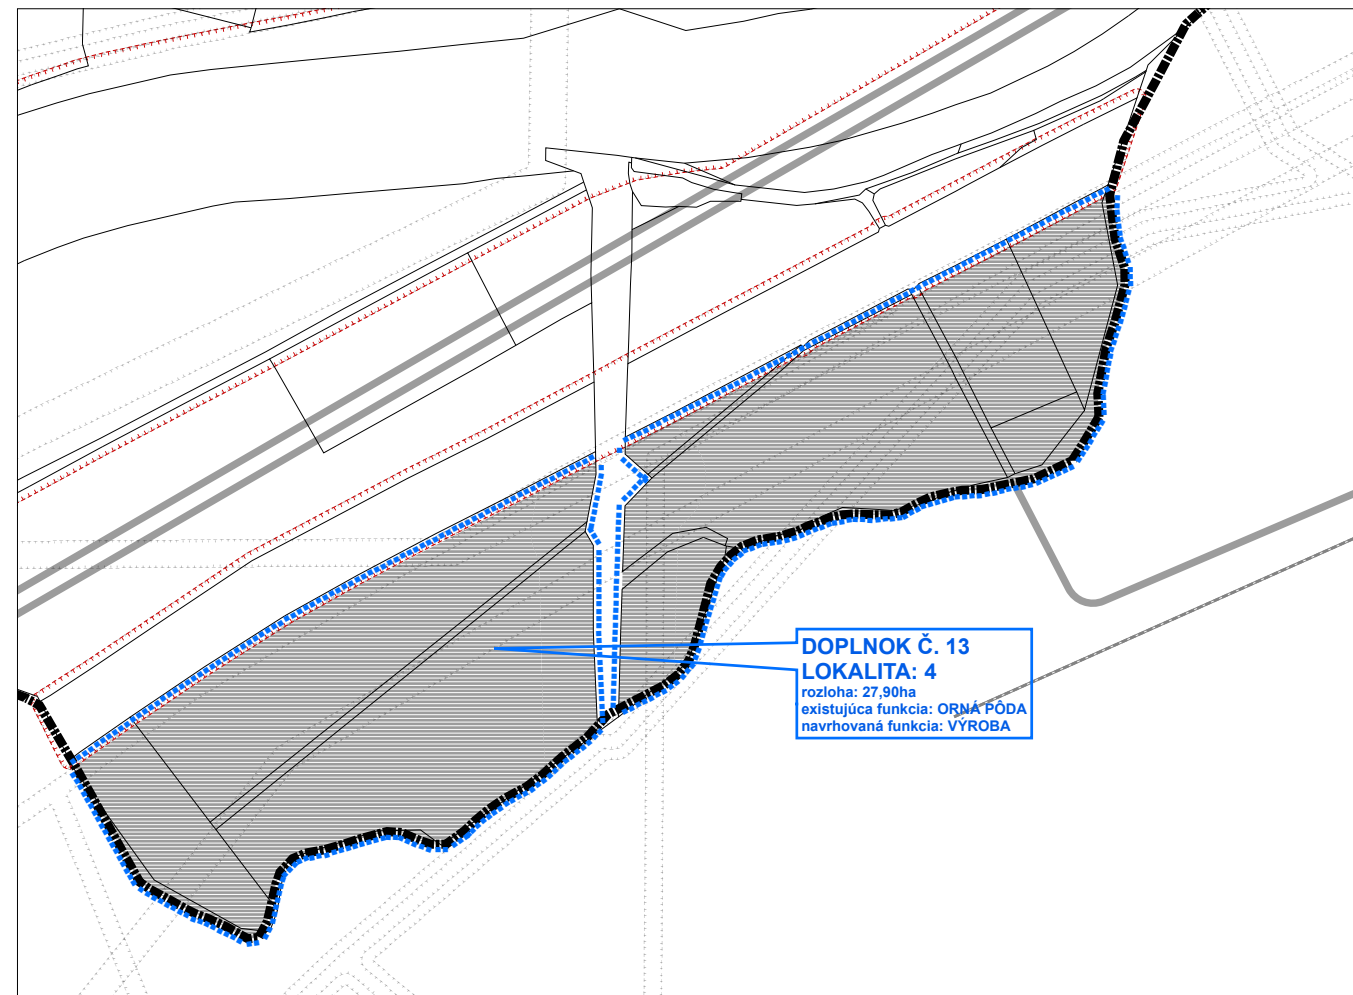 DOPLNOK Č. 13
LOKALITA: 4
rozloha: 27,90ha
existujúca funkcia: ORNÁ PÔDA
navrhovaná funkcia: VÝROBA